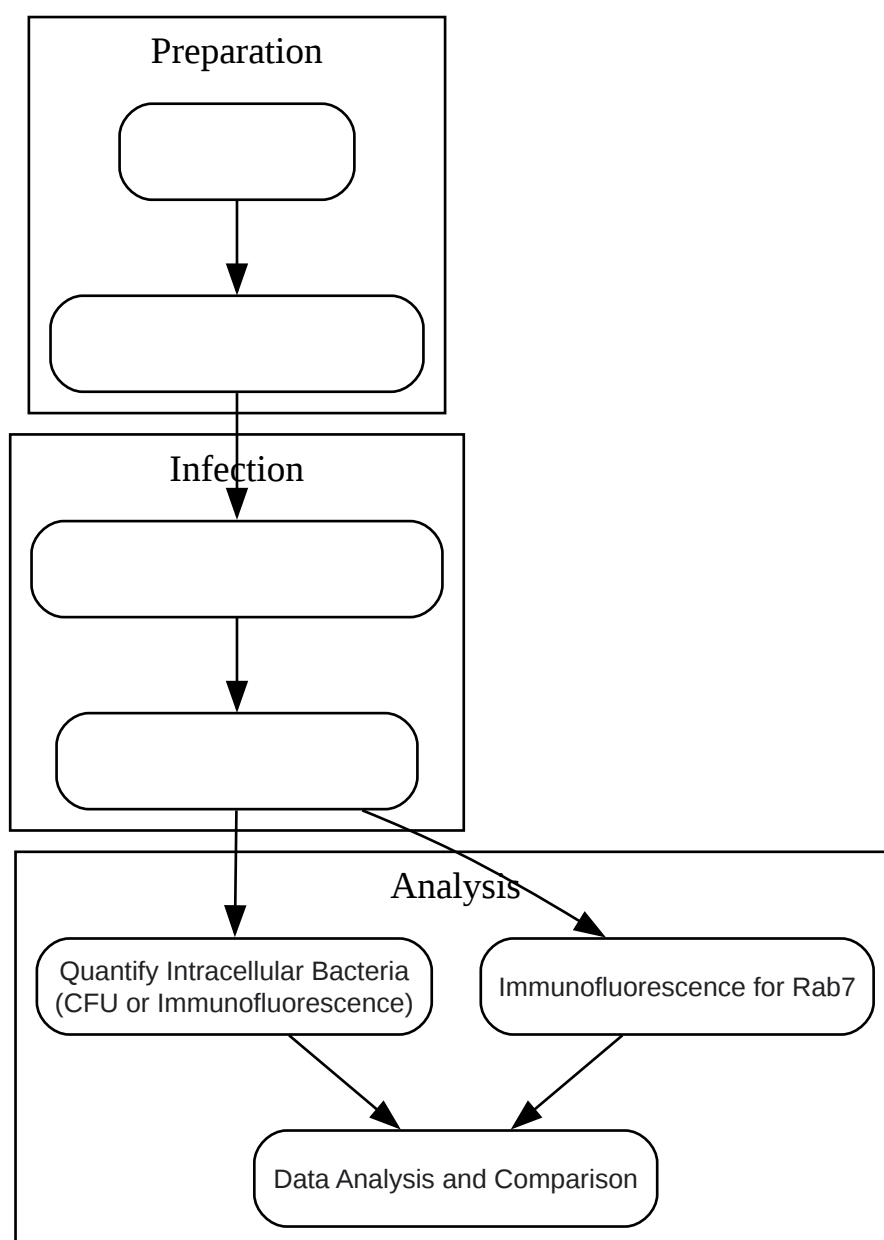 Preparation
Infection
Analysis
Quantify Intracellular Bacteria
(CFU or Immunofluorescence)
Immunofluorescence for Rab7
Data Analysis and Comparison